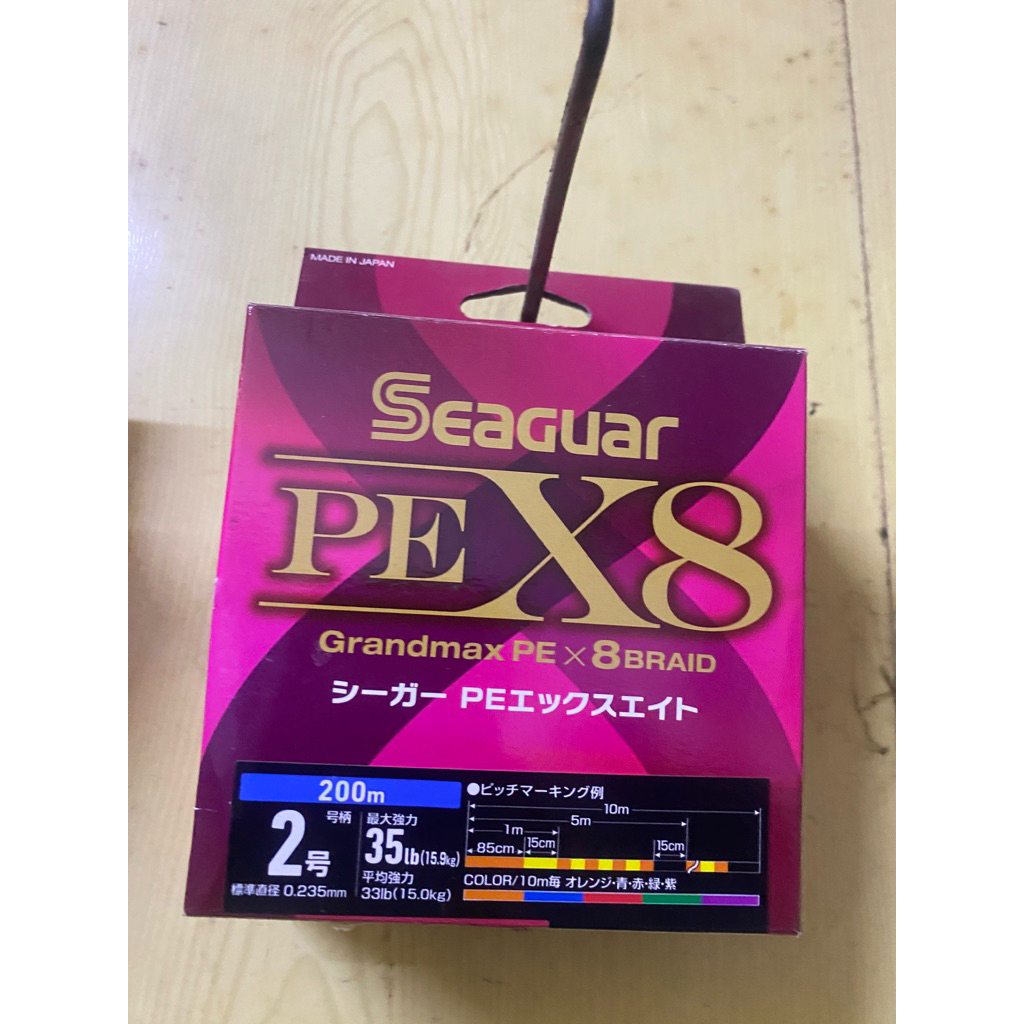 MADE IN JAPAN
SEAGUAR
PE X8
Grandmax PE×8BRAID
シーガー PEエックスエイト
200m
2号
号柄
標準直径 0.235mm
最大強力
35lb(15.9kg)
平均強力
33lb(15.0kg)
●ピッチマーキング例
10m
5m
1m
85cm
15cm
15cm
COLOR/10m毎 オレンジ・青・赤・緑・紫